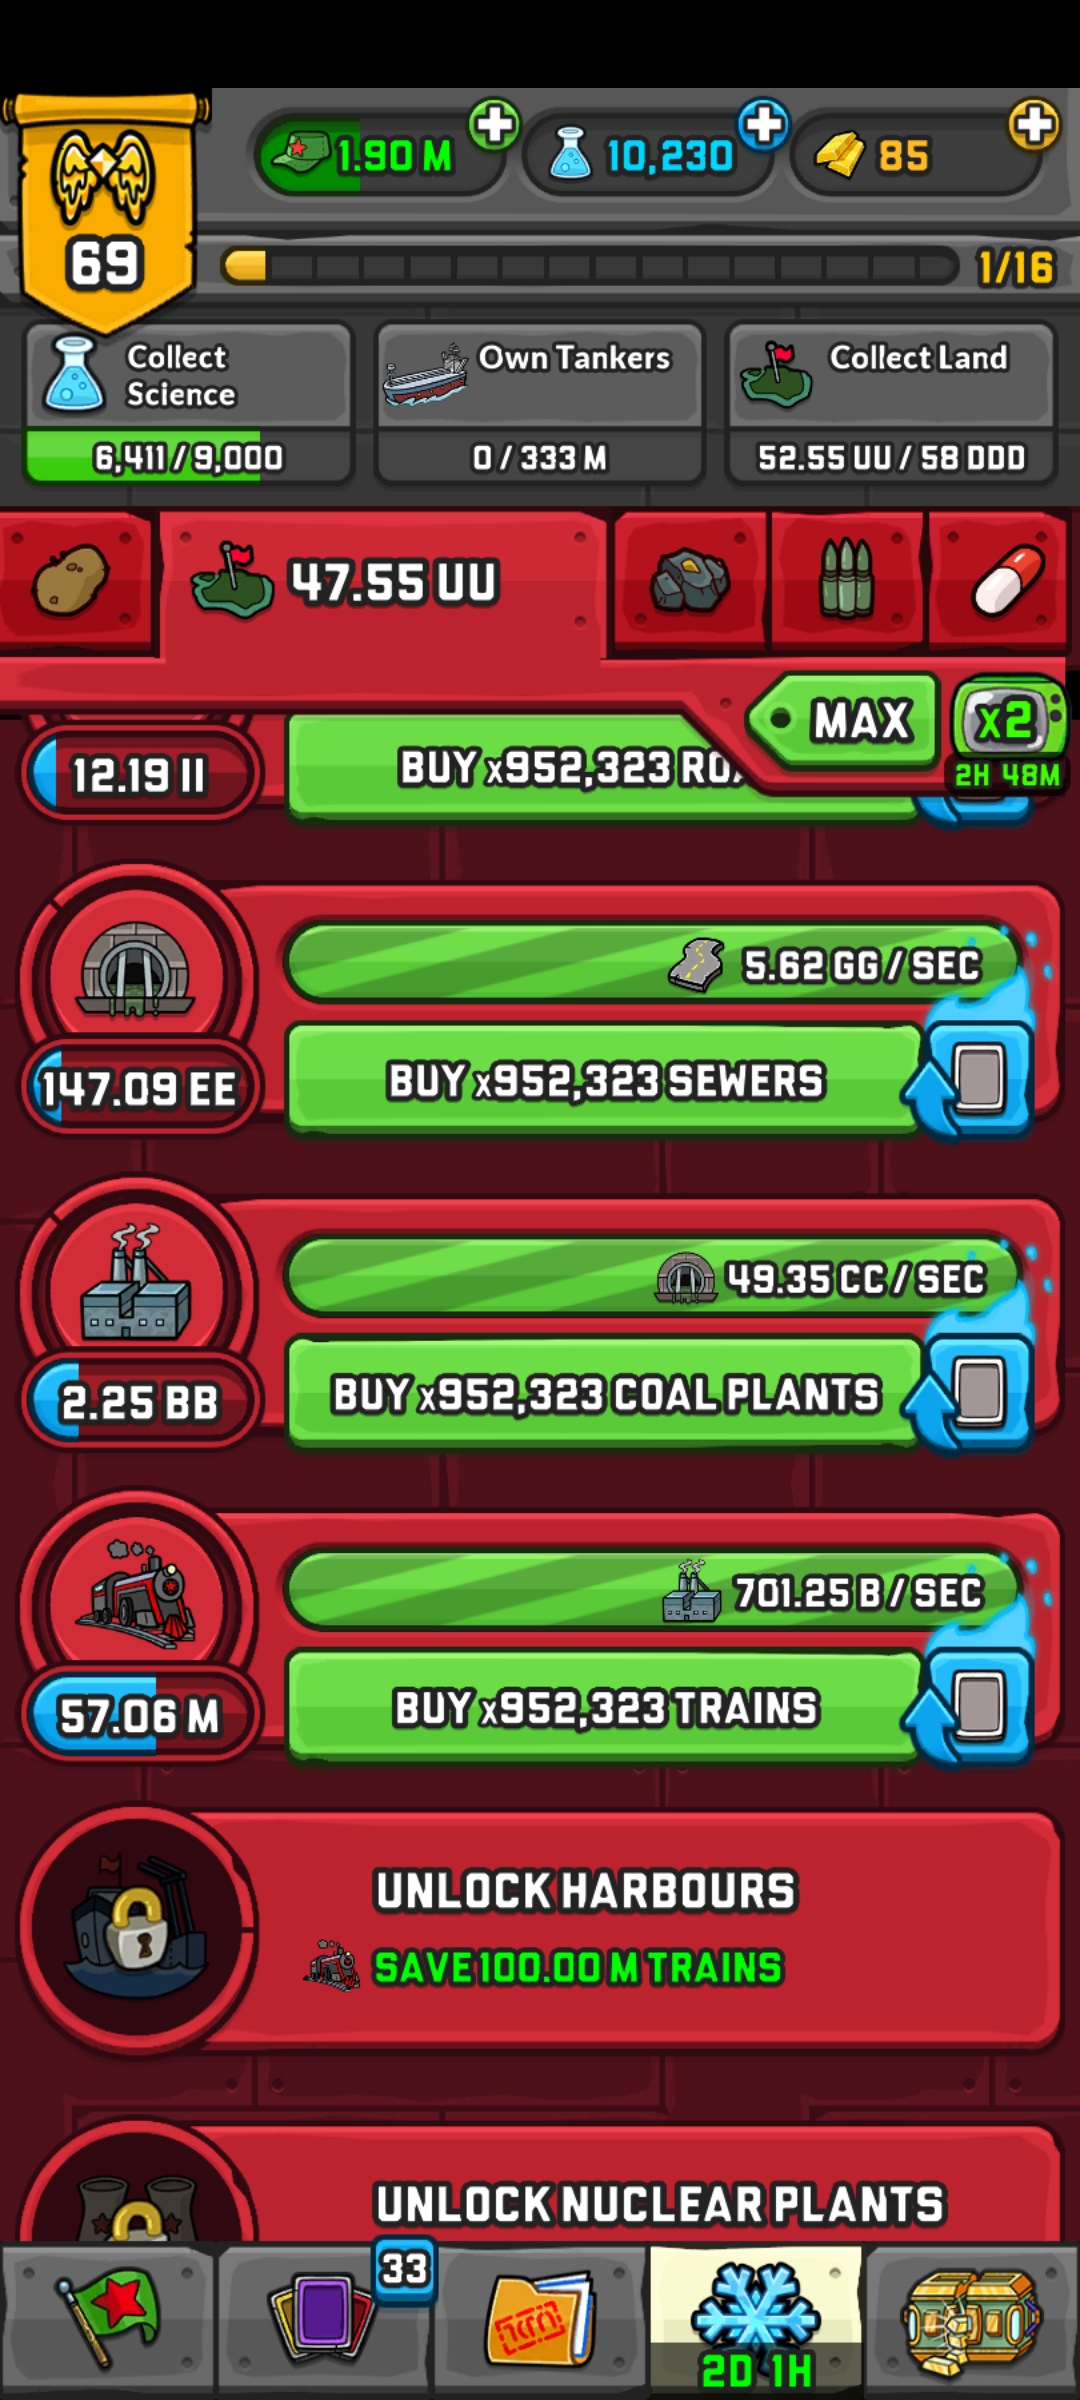 1.90 M
10,230
85
69
1/16
Collect
Science
6,411 / 9,000
Own Tankers
0 / 333 M
Collect Land
52.55 UU / 58 DDD
47.55 UU
MAX
x2
2H 48M
12.19 II
BUY x952,323
5.62 GG / SEC
147.09 EE
BUY x952,323 SEWERS
49.35 CC / SEC
2.25 BB
BUY x952,323 COAL PLANTS
701.25 B / SEC
57.06 M
BUY x952,323 TRAINS
UNLOCK HARBOURS
SAVE 100.00 M TRAINS
UNLOCK NUCLEAR PLANTS
33
2D 1H